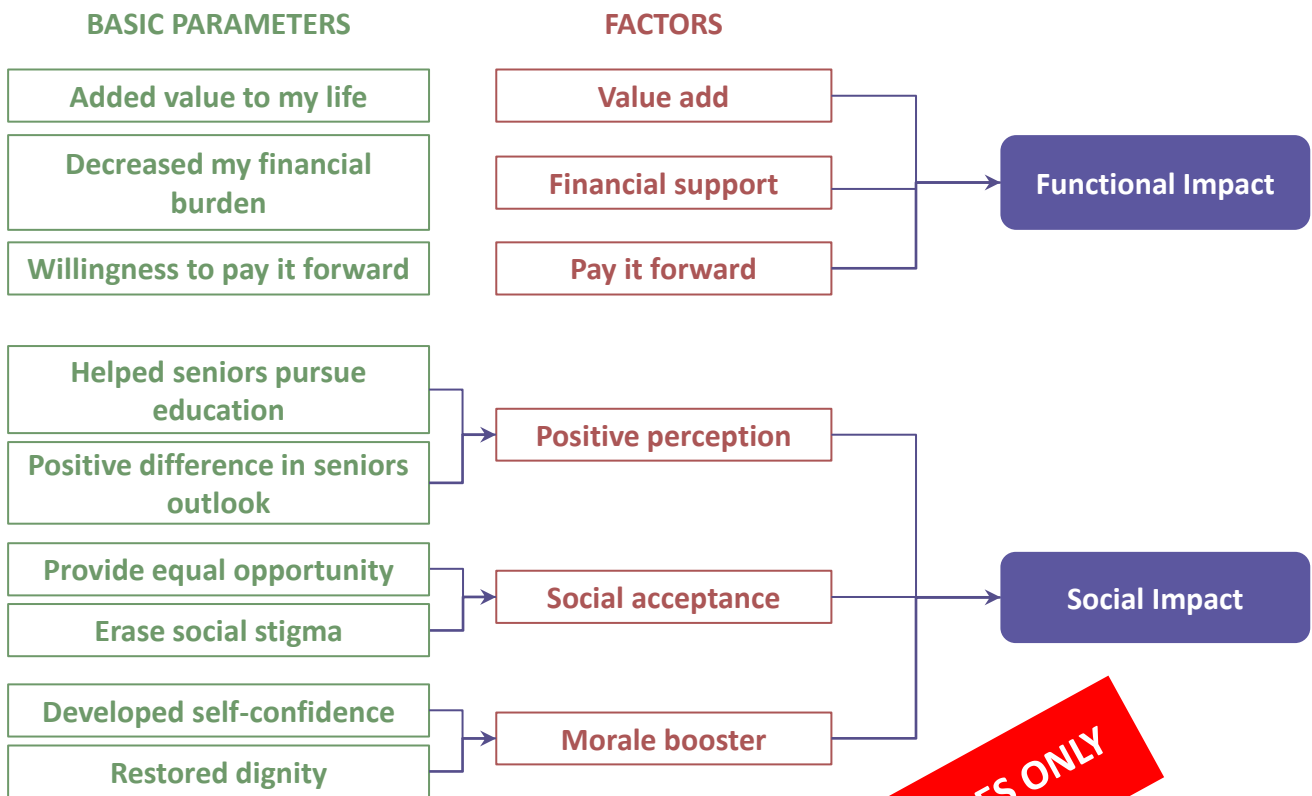 BASIC PARAMETERS
FACTORS
Added value to my life
Value add
Decreased my financial
burden
Financial support
Functional Impact
Willingness to pay it forward
Pay it forward
Helped seniors pursue
education
Positive perception
Positive difference in seniors
outlook
Provide equal opportunity
Social acceptance
Social Impact
Erase social stigma
Developed self-confidence
Morale booster
Restored dignity
ONLY